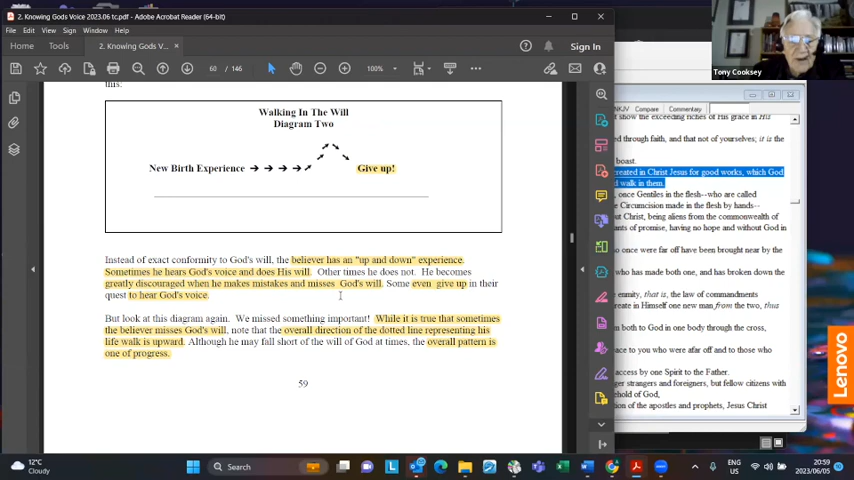 2. Knowing Gods Voice 2023.06 tc.pdf - Adobe Acrobat Reader (64-bit)
File Edit View Sign Window Help
Home Tools 2. Knowing Gods Voice ... × Sign In
60 / 146 100%
this:
Walking In The Will
Diagram Two
New Birth Experience → → → → Give up!
Instead of exact conformity to God's will, the believer has an "up and down" experience.
Sometimes he hears God's voice and does His will. Other times he does not. He becomes
greatly discouraged when he makes mistakes and misses God's will. Some even give up in their
quest to hear God's voice.
But look at this diagram again. We missed something important! While it is true that sometimes
the believer misses God's will, note that the overall direction of the dotted line representing his
life walk is upward. Although he may fall short of the will of God at times, the overall pattern is
one of progress.
59
Tony Cooksey
NKJV Compare Commentary
t show the exceeding riches of His grace in His
d through faith, and that not of yourselves; it is the
boast.
created in Christ Jesus for good works, which God
d walk in them.
once Gentiles in the flesh--who are called
e Circumcision made in the flesh by hands--
ut Christ, being aliens from the commonwealth of
ants of promise, having no hope and without God in
o once were far off have been brought near by the
who has made both one, and has broken down the
e enmity, that is, the law of commandments
reate in Himself one new man from the two, thus
n both to God in one body through the cross,
eace to you who were afar off and to those who
access by one Spirit to the Father.
ger strangers and foreigners, but fellow citizens with
ehold of God,
tion of the apostles and prophets, Jesus Christ
Lenovo
12°C
Cloudy
Search
ENG
US
20:59
2023/06/05